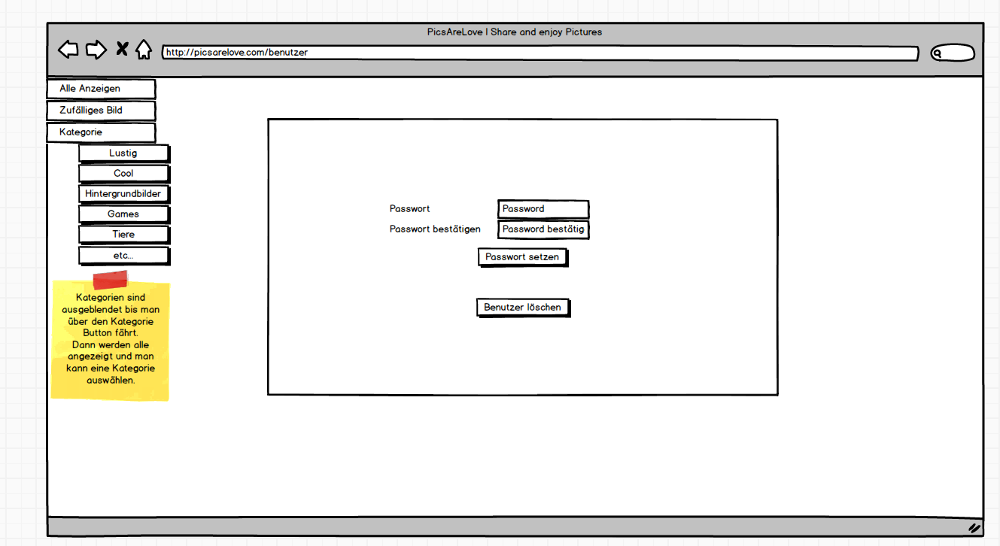 PicsAreLove | Share and enjoy Pictures
http://picsarelove.com/benutzer
Alle Anzeigen
Zufälliges Bild
Kategorie
Lustig
Cool
Hintergrundbilder
Games
Tiere
etc...
Kategorien sind
ausgeblendet bis man
über den Kategorie
Button fährt.
Dann werden alle
angezeigt und man
kann eine Kategorie
auswählen.
Passwort Password
Passwort bestätigen Password bestätig
Passwort setzen
Benutzer löschen